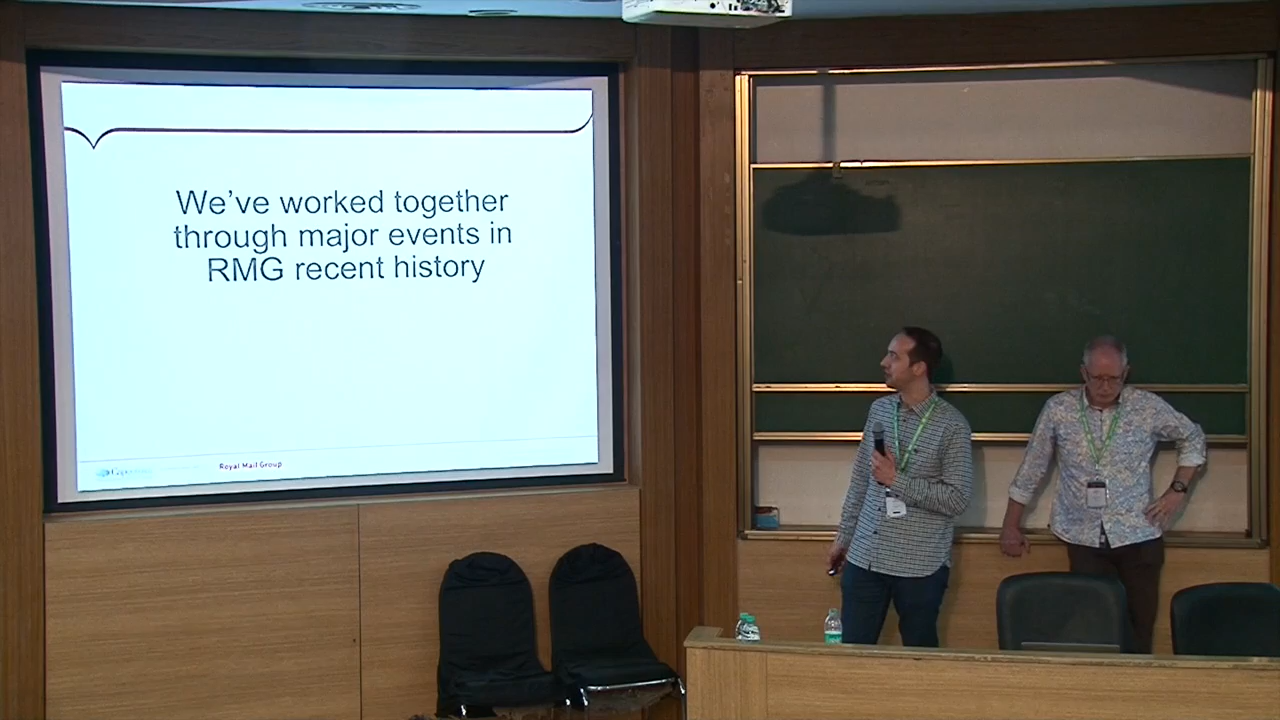 We've worked together
through major events in
RMG recent history
Royal Mail Group